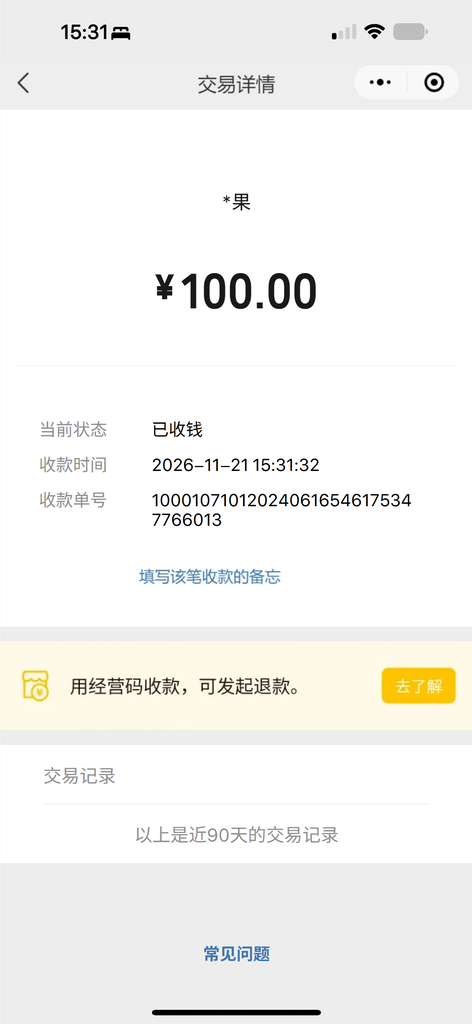 15:31
交易详情
*果
¥100.00
当前状态 已收钱
收款时间 2026-11-21 15:31:32
收款单号 10001071012024061654617534
7766013
填写该笔收款的备忘
用经营码收款，可发起退款。 去了解
交易记录
以上是近90天的交易记录
常见问题